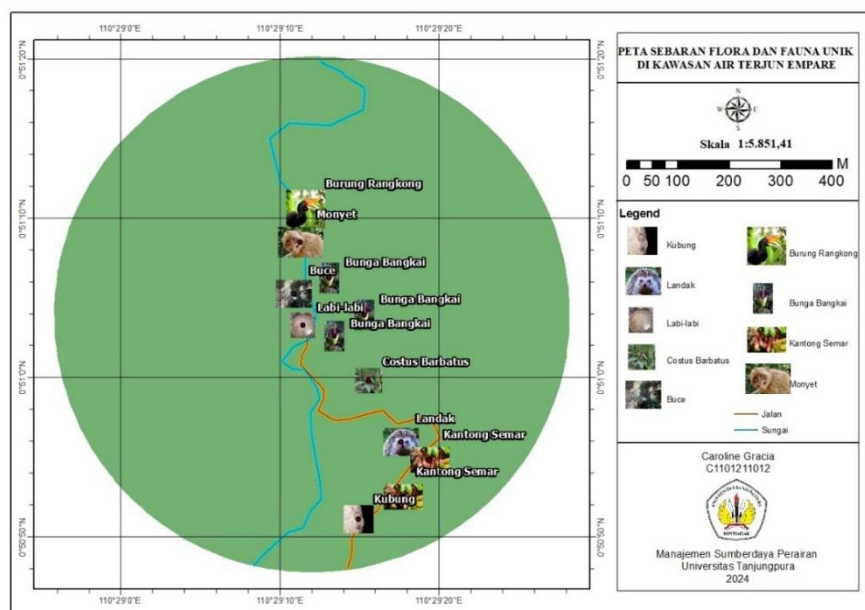 110°29'0"E
110°29'10"E
110°29'20"E
0°51'20"N
0°51'20"N
0°51'10"N
0°51'10"N
0°51'0"N
0°51'0"N
0°50'50"N
0°50'50"N
Burung Rangkong
Monyet
Bunga Bangkai
Buce
Bunga Bangkai
Labi-labi
Bunga Bangkai
Costus Barbatus
Landak
Kantong Semar
Kantong Semar
Kubung
110°29'0"E
110°29'10"E
110°29'20"E
PETA SEBARAN FLORA DAN FAUNA UNIK
DI KAWASAN AIR TERJUN EMPARE
N
W E
S
Skala 1:5.851,41
M
0 50 100 200 300 400
Legend
Kubung
Landak
Labi-labi
Costus Barbatus
Buce
Burung Rangkong
Bunga Bangkai
Kantong Semar
Monyet
Jalan
Sungai
Caroline Gracia
C1101211012
PONTIANAK
Manajemen Sumberdaya Perairan
Universitas Tanjungpura
2024